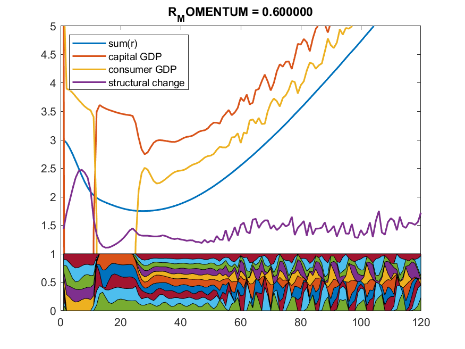 R_MOMENTUM = 0.600000
5
4.5
4
3.5
3
2.5
2
1.5
1
0.5
0
sum(r)
capital GDP
consumer GDP
structural change
0 20 40 60 80 100 120